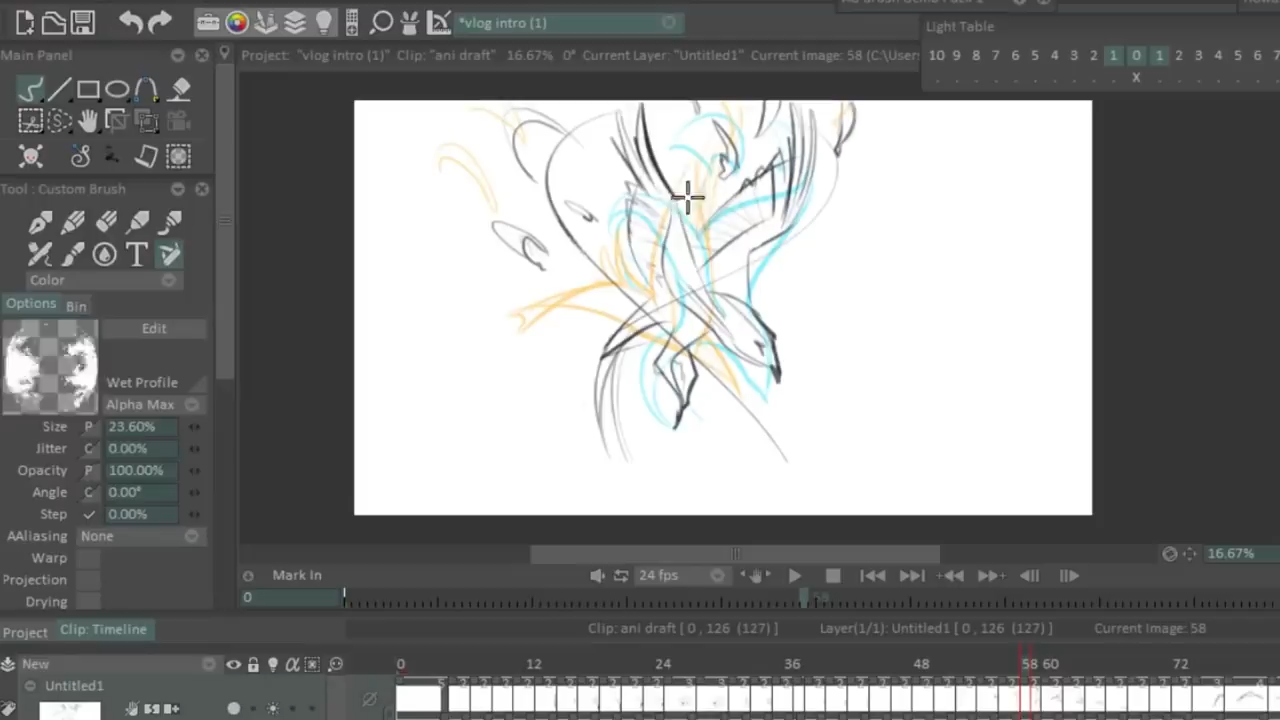 *vlog intro (1)
Light Table
Main Panel
Project: "vlog intro (1)" Clip: "ani draft" 16.67% 0° Current Layer: "Untitled1" Current Image: 58 (C:\Users
10 9 8 7 6 5 4 3 2 1 0 1 2 3 4 5 6 7
X
Tool : Custom Brush
T
Color
Options Bin
Edit
Wet Profile
Alpha Max
Size P 23.60%
Jitter C 0.00%
Opacity P 100.00%
Angle C 0.00°
Step 0.00%
AAliasing None
Warp
Projection
Drying
16.67%
Mark In
24 fps
0
58
Project Clip: Timeline
Clip: ani draft [ 0 , 126 (127) ] Layer(1/1): Untitled1 [ 0 , 126 (127) ] Current Image: 58
New
0 12 24 36 48 58 60 72
Untitled1